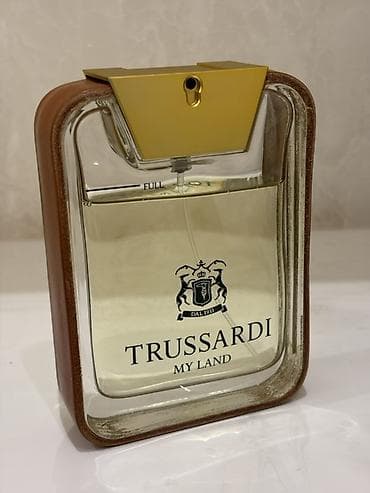 FULL
DAL 1911
TRUSSARDI
MY LAND